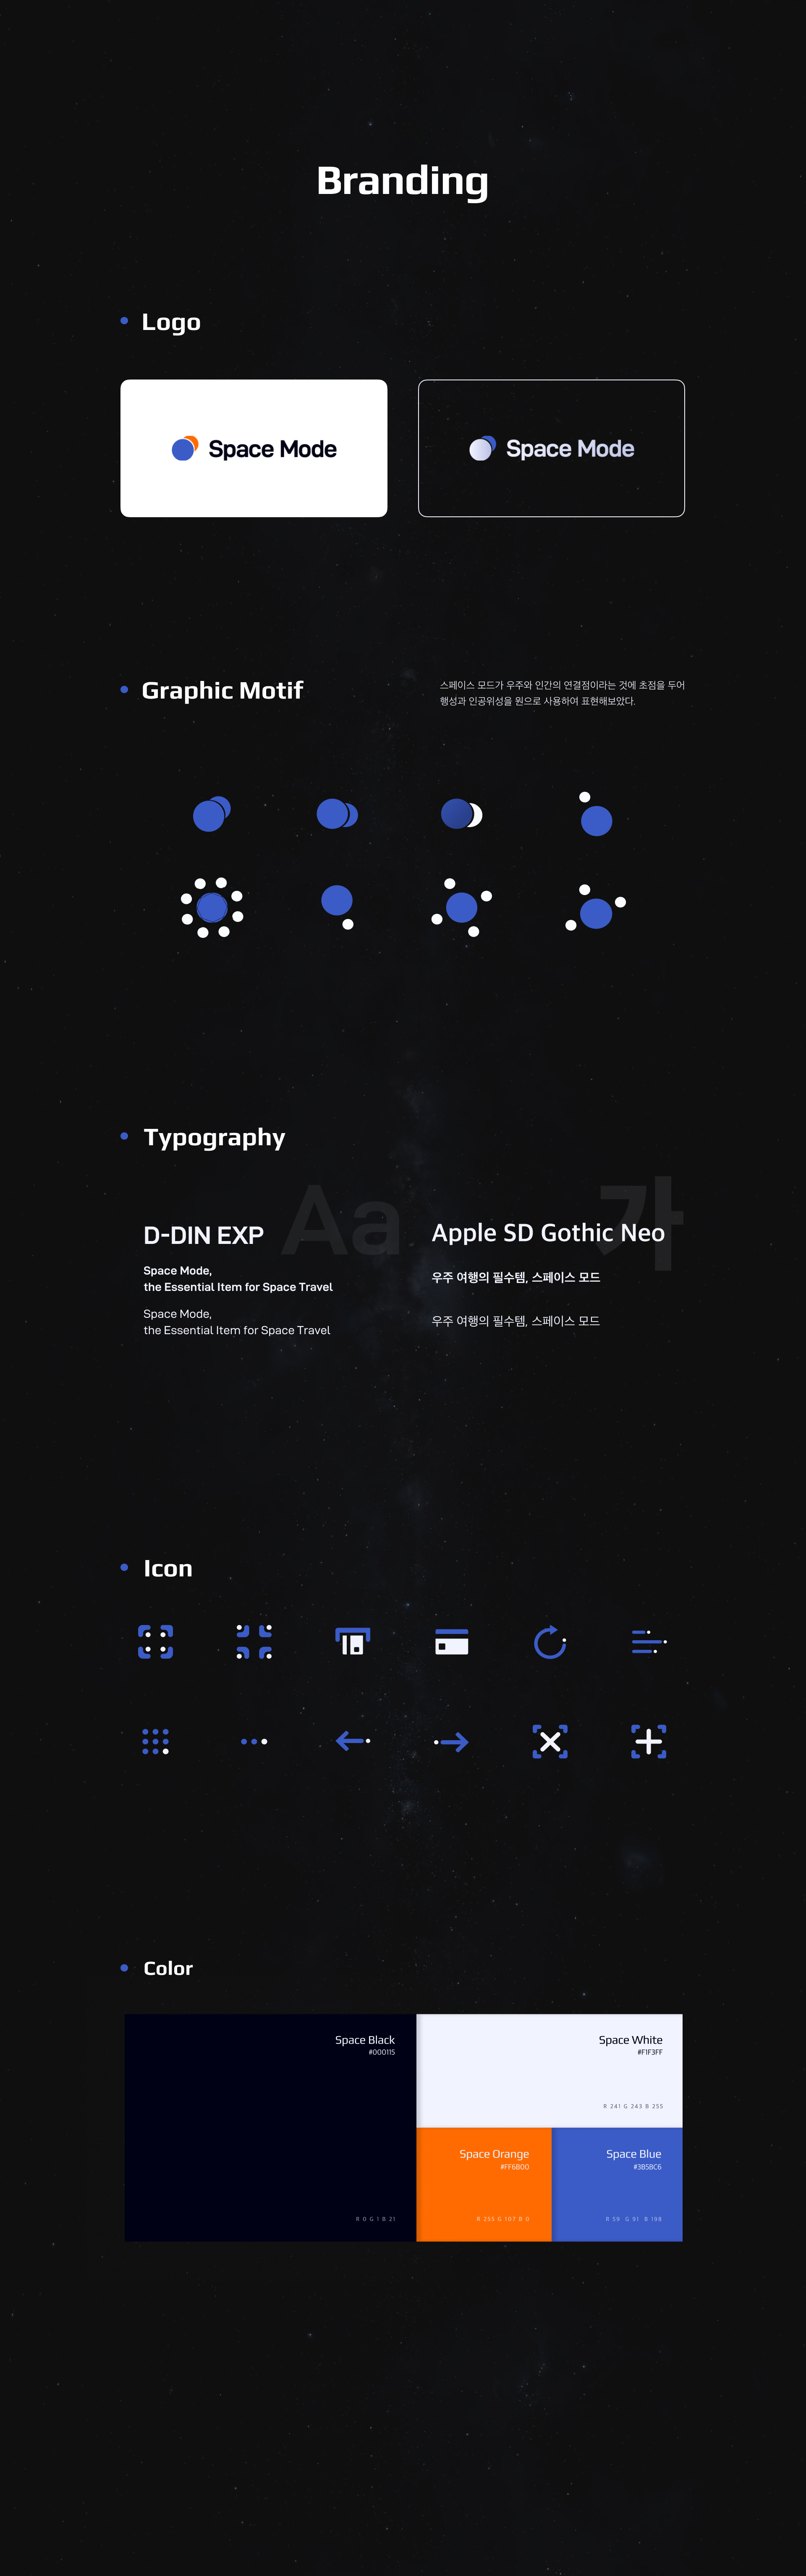 Branding
Logo
Space Mode
Space Mode
Graphic Motif
스페이스 모드가 우주와 인간의 연결점이라는 것에 초점을 두어
행성과 인공위성을 원으로 사용하여 표현해보았다.
Typography
Aa
D-DIN EXP
Space Mode,
the Essential Item for Space Travel
Space Mode,
the Essential Item for Space Travel
가
Apple SD Gothic Neo
우주 여행의 필수템, 스페이스 모드
우주 여행의 필수템, 스페이스 모드
Icon
Color
Space Black
#000115
R 0 G 1 B 21
Space White
#F1F3FF
R 241 G 243 B 255
Space Orange
#FF6B00
R 255 G 107 B 0
Space Blue
#3B5BC6
R 59 G 91 B 198